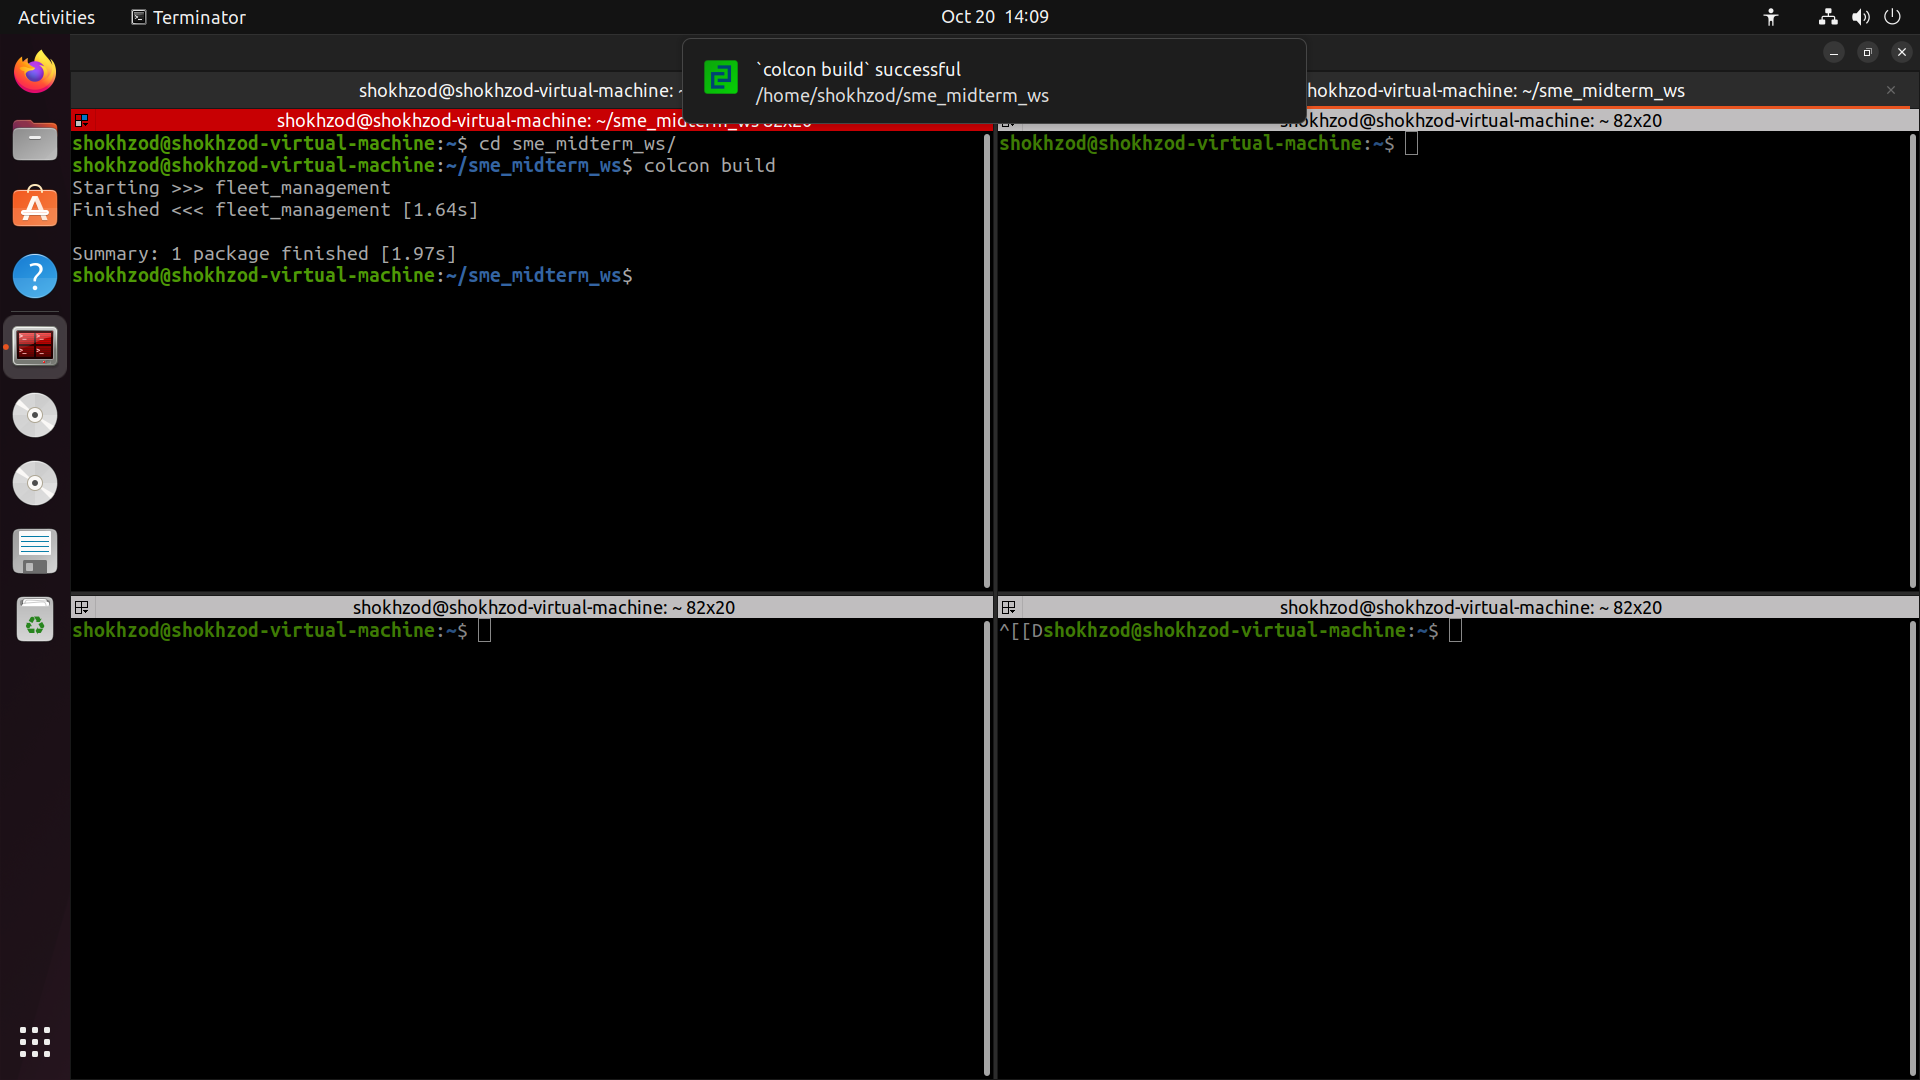 Activities
Terminator
Oct 20 14:09
`colcon build` successful
/home/shokhzod/sme_midterm_ws
shokhzod@shokhzod-virtual-machine: ~
hokhzod-virtual-machine: ~/sme_midterm_ws
shokhzod@shokhzod-virtual-machine: ~/sme_midterm_ws 82x20
shokhzod@shokhzod-virtual-machine:~$ cd sme_midterm_ws/
shokhzod@shokhzod-virtual-machine:~/sme_midterm_ws$ colcon build
Starting >>> fleet_management
Finished <<< fleet_management [1.64s]
Summary: 1 package finished [1.97s]
shokhzod@shokhzod-virtual-machine:~/sme_midterm_ws$
shokhzod@shokhzod-virtual-machine: ~ 82x20
shokhzod@shokhzod-virtual-machine:~$
shokhzod@shokhzod-virtual-machine: ~ 82x20
shokhzod@shokhzod-virtual-machine:~$
shokhzod@shokhzod-virtual-machine: ~ 82x20
^[[Dshokhzod@shokhzod-virtual-machine:~$